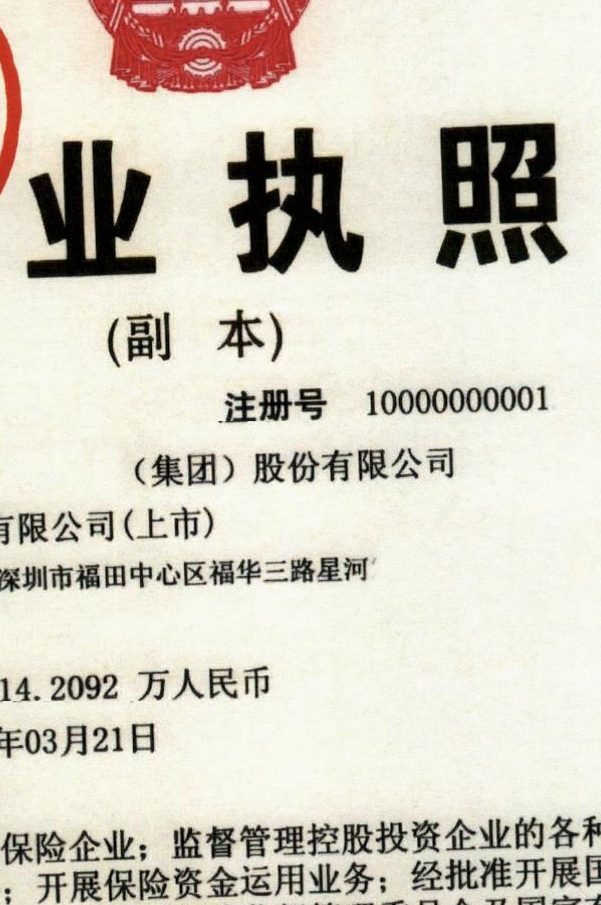 业执照
(副 本)
注册号 10000000001
（集团）股份有限公司
有限公司(上市)
深圳市福田中心区福华三路星河
14.2092 万人民币
年03月21日
保险企业；监督管理控股投资企业的各种
；开展保险资金运用业务；经批准开展国